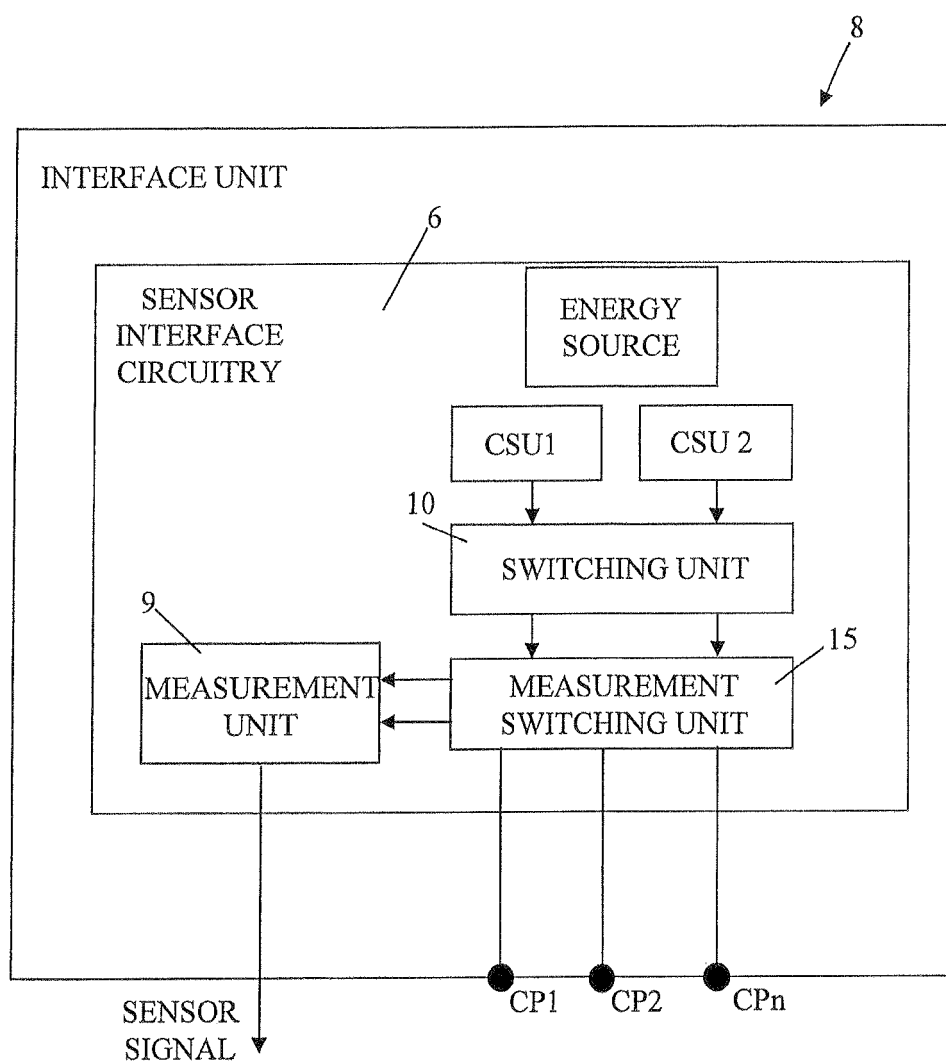 8
INTERFACE UNIT
6
SENSOR
INTERFACE
CIRCUITRY
ENERGY
SOURCE
CSU1
CSU 2
10
SWITCHING UNIT
9
15
MEASUREMENT
UNIT
MEASUREMENT
SWITCHING UNIT
CP1
CP2
CPn
SENSOR
SIGNAL